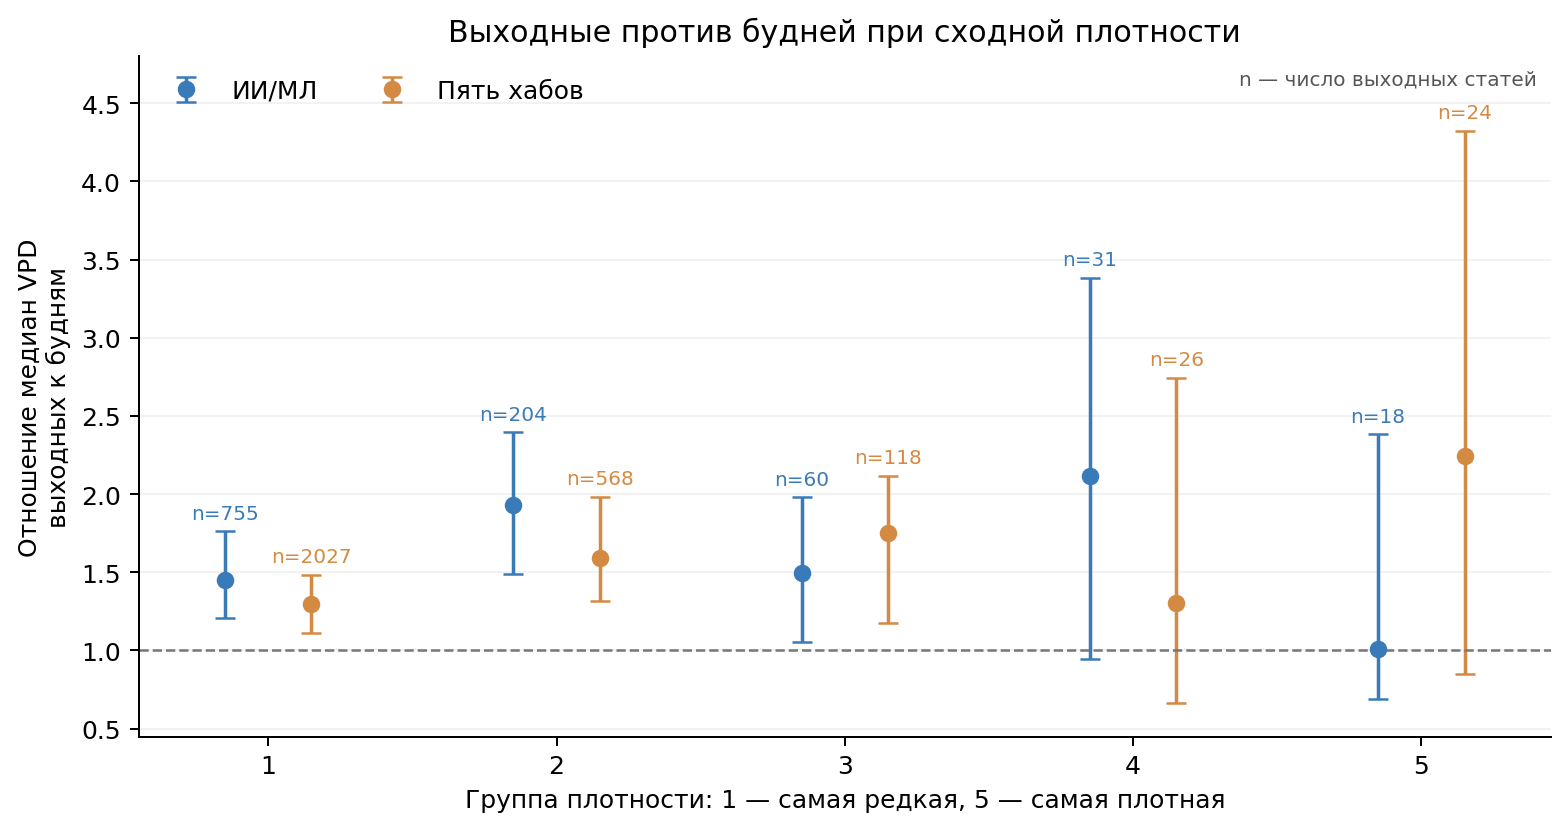 Выходные против будней при сходной плотности
ИИ/МЛ
Пять хабов
n — число выходных статей
Отношение медиан VPD
выходных к будням
4.5
4.0
3.5
3.0
2.5
2.0
1.5
1.0
0.5
n=755
n=2027
n=204
n=568
n=60
n=118
n=31
n=26
n=18
n=24
1
2
3
4
5
Группа плотности: 1 — самая редкая, 5 — самая плотная